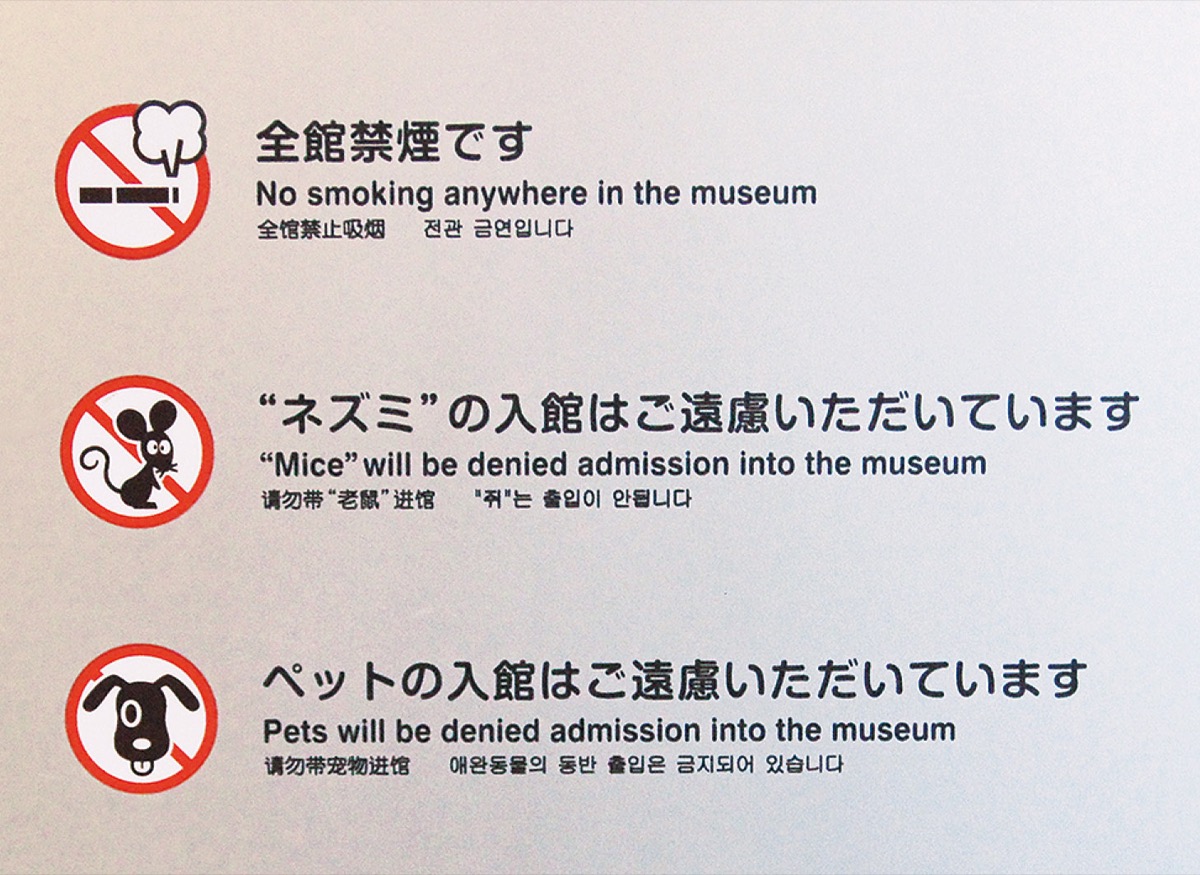 全館禁煙です
No smoking anywhere in the museum
全馆禁止吸烟 전관 금연입니다
“ネズミ”の入館はご遠慮いただいています
“Mice” will be denied admission into the museum
请勿带“老鼠”进馆 "쥐"는 출입이 안됩니다
ペットの入館はご遠慮いただいています
Pets will be denied admission into the museum
请勿带宠物进馆 애완동물의 동반 출입은 금지되어 있습니다